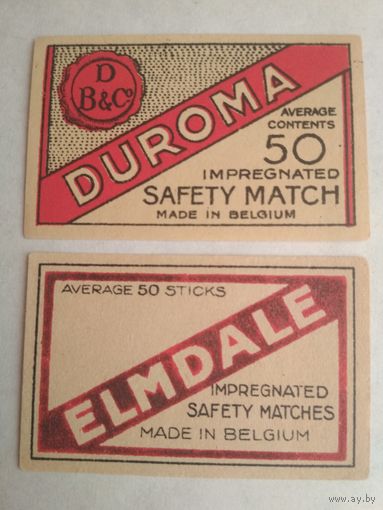 D
B&Co
DUROMA
AVERAGE
CONTENTS
50
IMPREGNATED
SAFETY MATCH
MADE IN BELGIUM
AVERAGE 50 STICKS
ELMDALE
IMPREGNATED
SAFETY MATCHES
MADE IN BELGIUM
www.ay.by